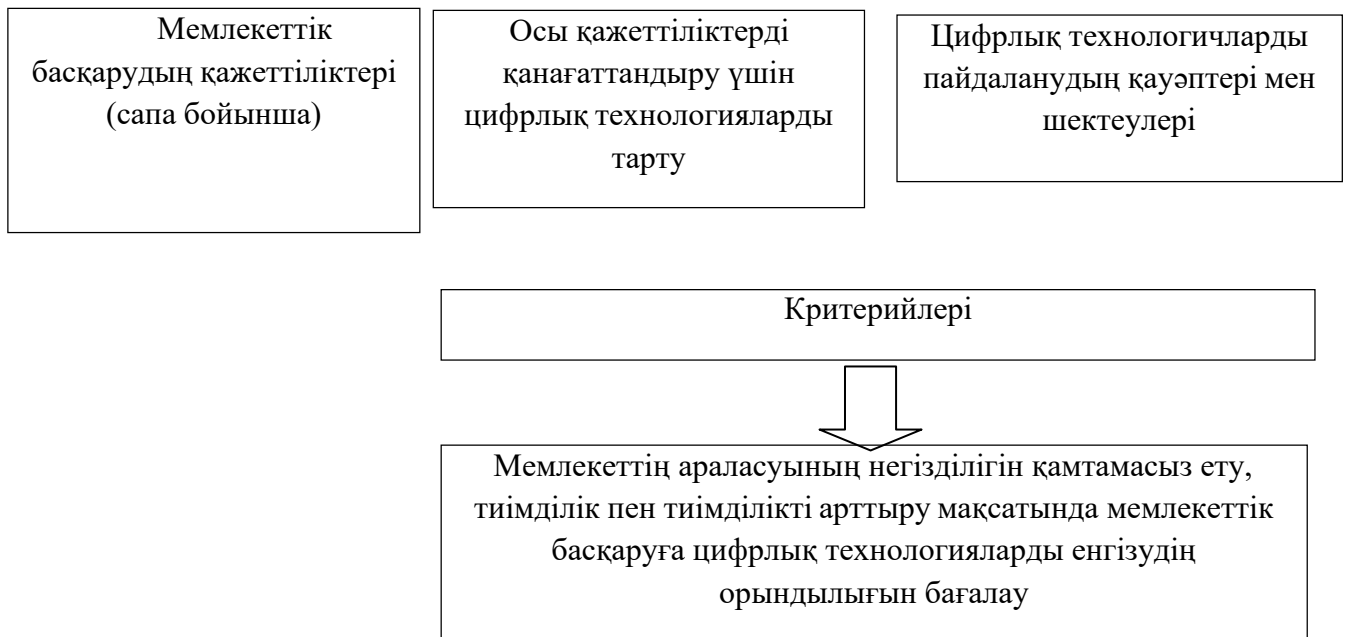 Мемлекеттік
басқарудың қажеттіліктері
(сапа бойынша)
Осы қажеттіліктерді
қанағаттандыру үшін
цифрлық технологияларды
тарту
Цифрлық технологичларды
пайдаланудың қауәптері мен
шектеулері
Критерийлері
Мемлекеттің араласуының негізділігін қамтамасыз ету,
тиімділік пен тиімділікті арттыру мақсатында мемлекеттік
басқаруға цифрлық технологияларды енгізудің
орындылығын бағалау